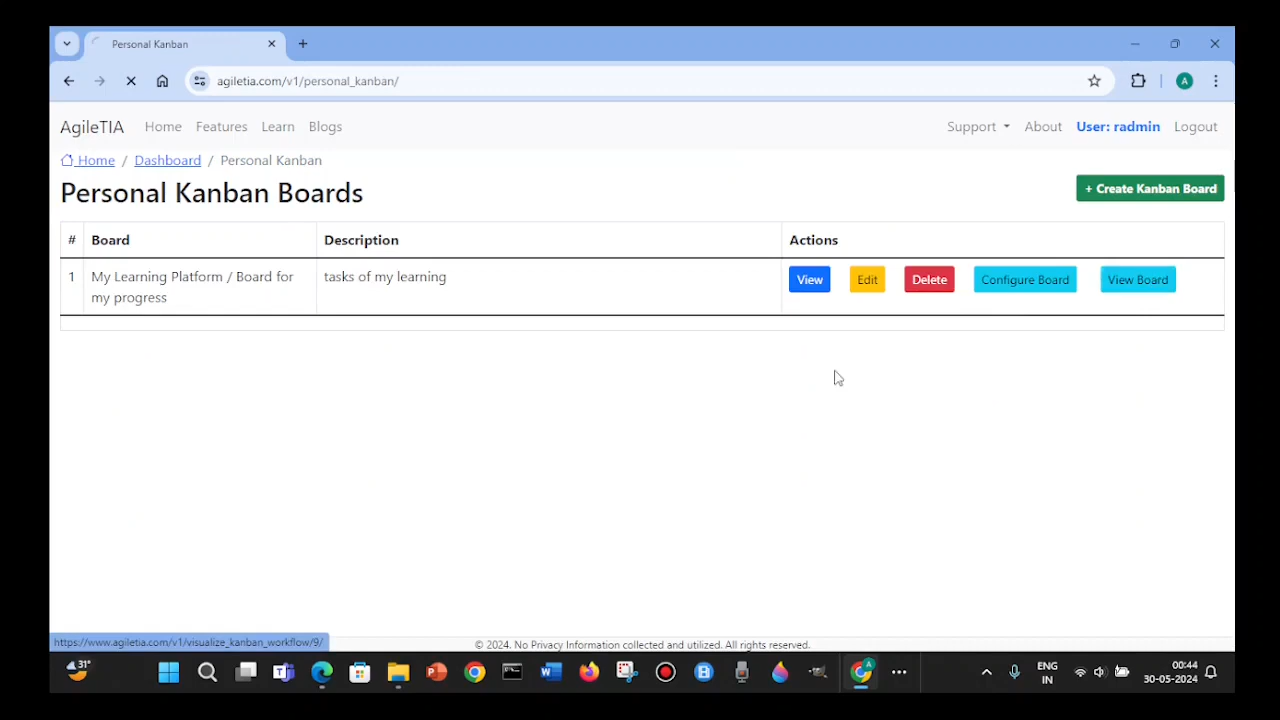 Personal Kanban
agiletia.com/v1/personal_kanban/
A
AgileTIA Home Features Learn Blogs Support About User: radmin Logout
Home / Dashboard / Personal Kanban
Personal Kanban Boards
+ Create Kanban Board
# Board Description Actions
1 My Learning Platform / Board for tasks of my learning View Edit Delete Configure Board View Board
my progress
https://www.agiletia.com/v1/visualize_kanban_workflow/9/
© 2024. No Privacy Information collected and utilized. All rights reserved.
31°
ENG 00:44
IN 30-05-2024